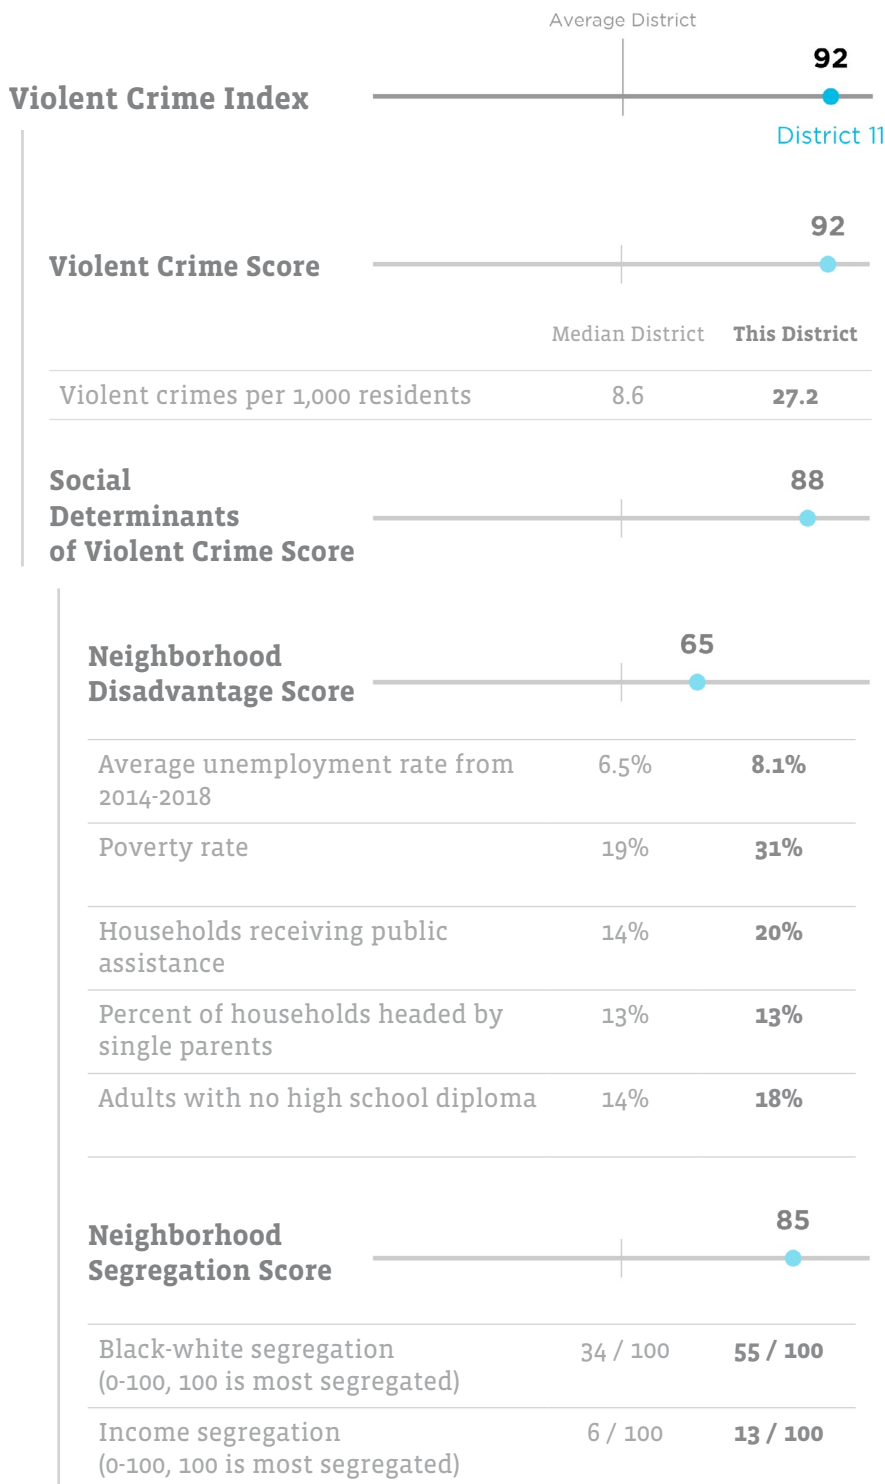 Average District
92
Violent Crime Index
District 11
92
Violent Crime Score
Median District This District
Violent crimes per 1,000 residents 8.6 27.2
Social
88
Determinants
of Violent Crime Score
65
Neighborhood
Disadvantage Score
Average unemployment rate from 6.5% 8.1%
2014-2018
Poverty rate 19% 31%
Households receiving public 14% 20%
assistance
Percent of households headed by 13% 13%
single parents
Adults with no high school diploma 14% 18%
85
Neighborhood
Segregation Score
Black-white segregation 34 / 100 55 / 100
(0-100, 100 is most segregated)
Income segregation 6 / 100 13 / 100
(0-100, 100 is most segregated)